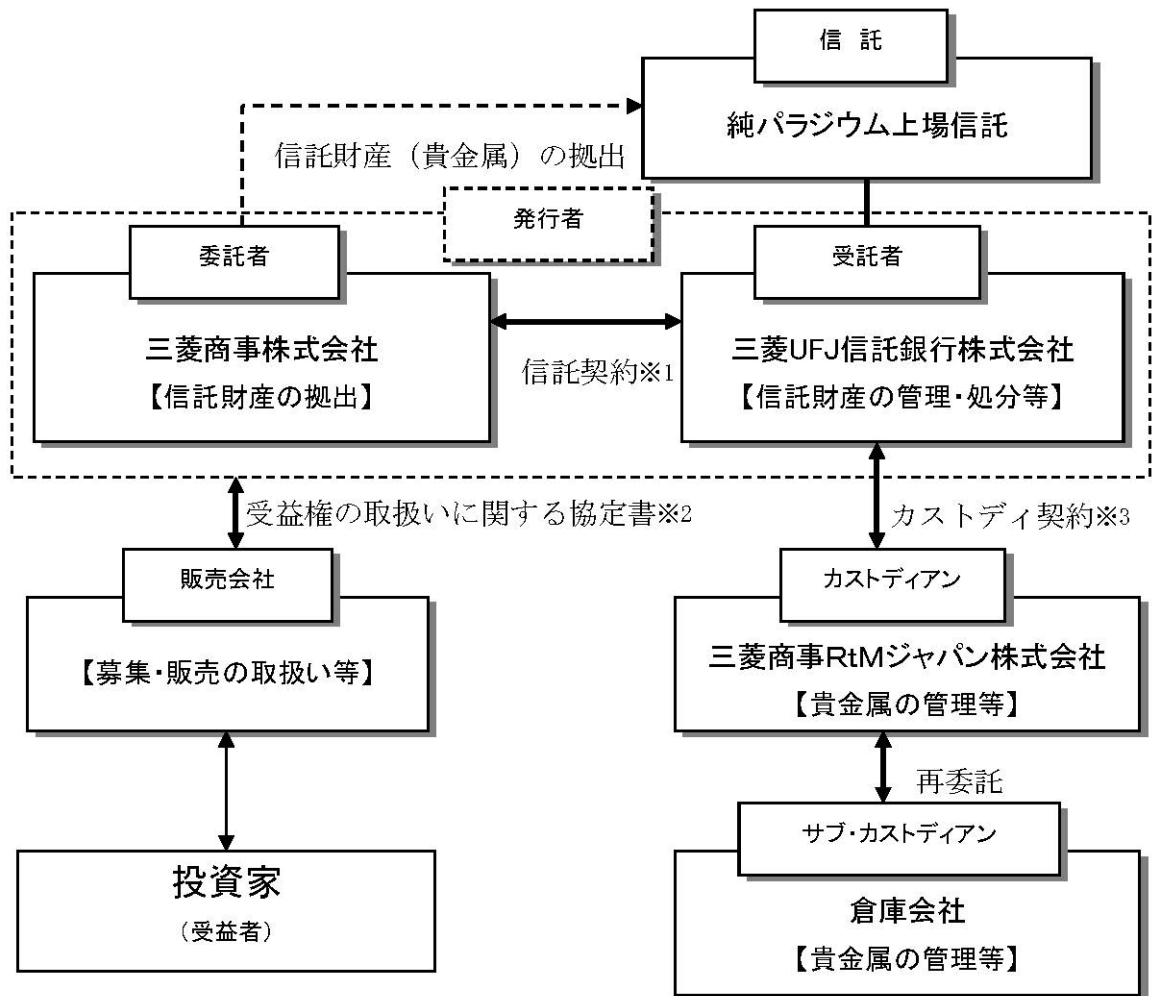 信 託
純パラジウム上場信託
信託財産（貴金属）の拠出
発行者
委託者
三菱商事株式会社
【信託財産の拠出】
信託契約※1
受託者
三菱UFJ信託銀行株式会社
【信託財産の管理・処分等】
受益権の取扱いに関する協定書※2
カストディ契約※3
販売会社
【募集・販売の取扱い等】
カストディアン
三菱商事RtMジャパン株式会社
【貴金属の管理等】
再委託
投資家
（受益者）
サブ・カストディアン
倉庫会社
【貴金属の管理等】